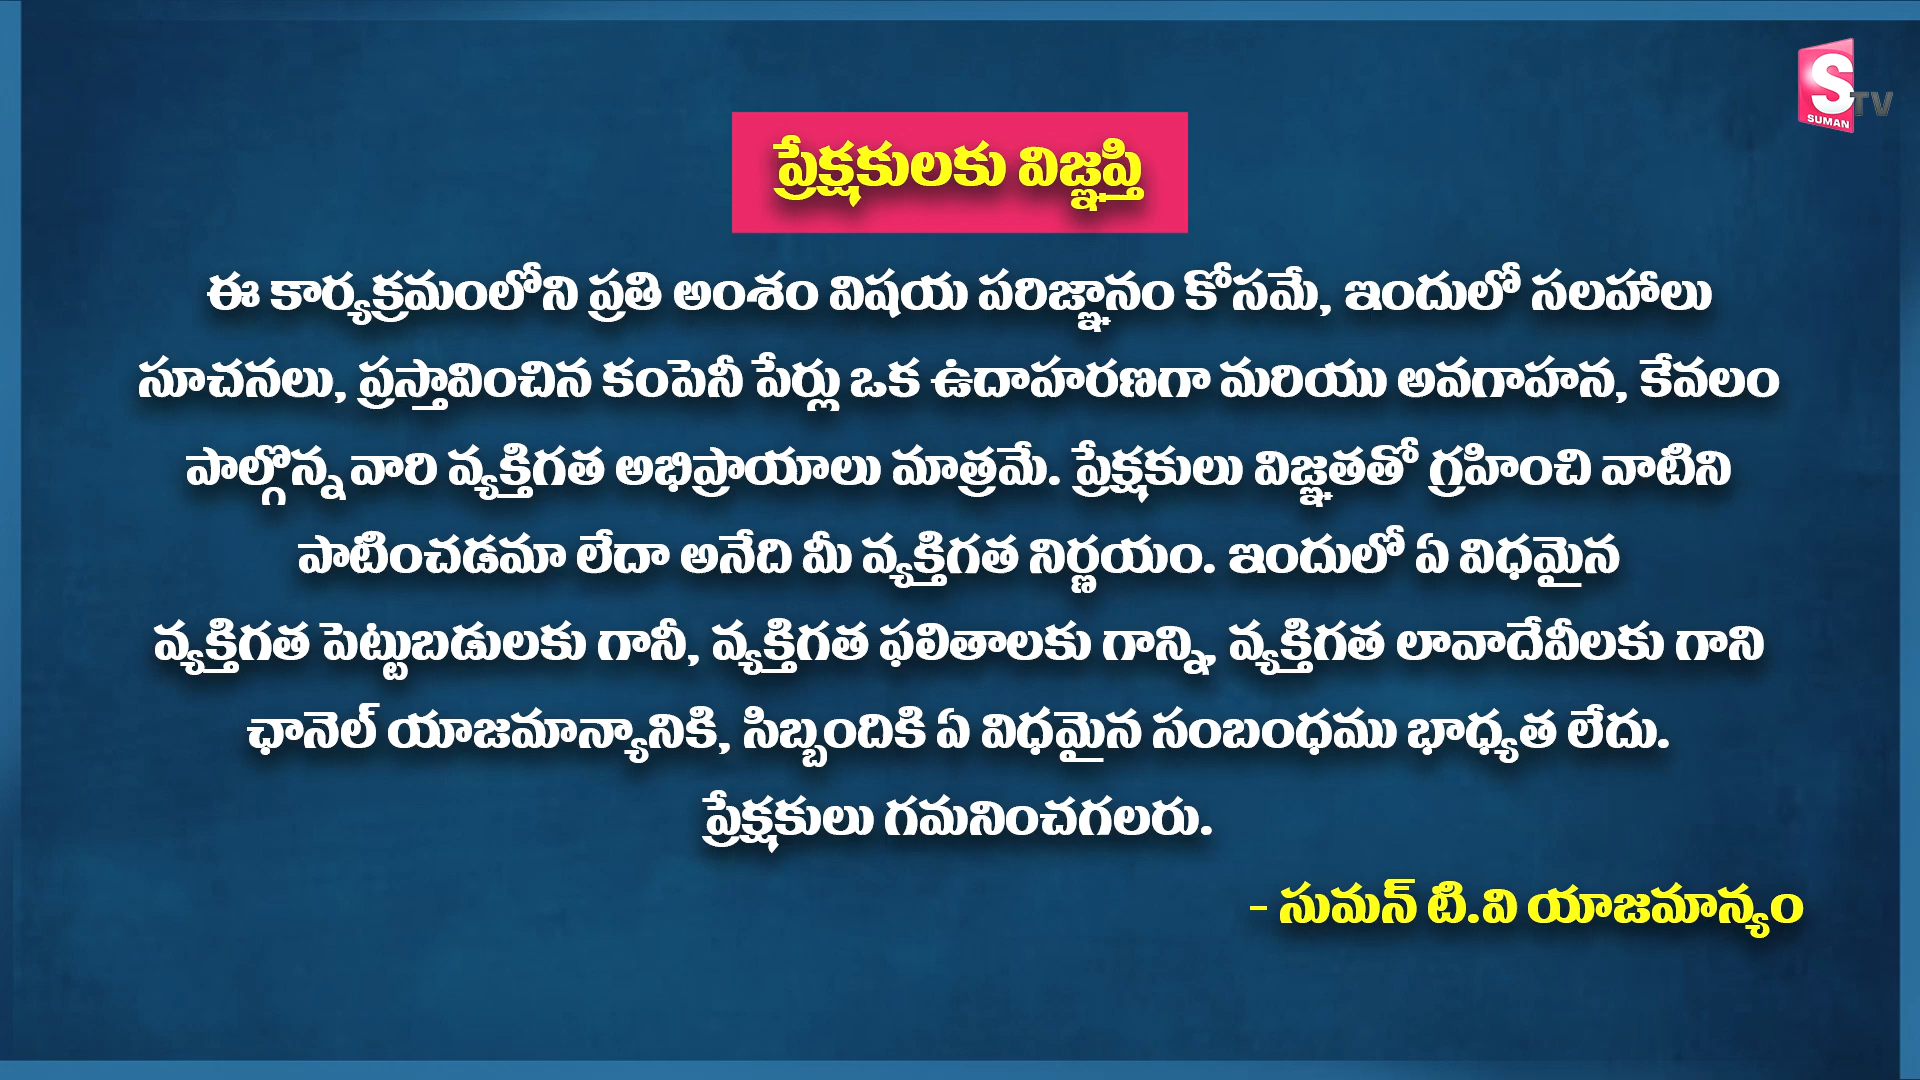 S
TV
SUMAN
ప్రేక్షకులకు విజ్ఞప్తి
ఈ కార్యక్రమంలోని ప్రతి అంశం విషయ పరిజ్ఞానం కోసమే, ఇందులో సలహాలు
సూచనలు, ప్రస్తావించిన కంపెనీ పేర్లు ఒక ఉదాహరణగా మరియు అవగాహన, కేవలం
పాల్గొన్న వారి వ్యక్తిగత అభిప్రాయాలు మాత్రమే. ప్రేక్షకులు విజ్ఞతతో గ్రహించి వాటిని
పాటించడమా లేదా అనేది మీ వ్యక్తిగత నిర్ణయం. ఇందులో ఏ విధమైన
వ్యక్తిగత పెట్టుబడులకు గానీ, వ్యక్తిగత ఫలితాలకు గాన్ని, వ్యక్తిగత లావాదేవీలకు గాని
ఛానెల్ యాజమాన్యానికి, సిబ్బందికి ఏ విధమైన సంబంధము భాధ్యత లేదు.
ప్రేక్షకులు గమనించగలరు.
- సుమన్ టి.వి యాజమాన్యం